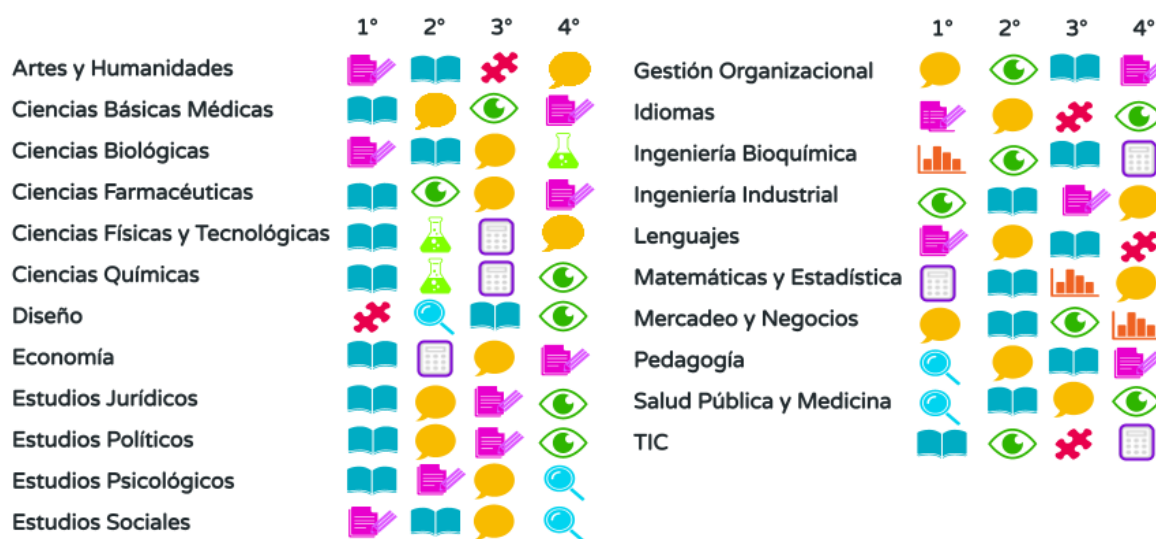 1° 2° 3° 4°
Artes y Humanidades
Ciencias Básicas Médicas
Ciencias Biológicas
Ciencias Farmacéuticas
Ciencias Físicas y Tecnológicas
Ciencias Químicas
Diseño
Economía
Estudios Jurídicos
Estudios Políticos
Estudios Psicológicos
Estudios Sociales
1° 2° 3° 4°
Gestión Organizacional
Idiomas
Ingeniería Bioquímica
Ingeniería Industrial
Lenguajes
Matemáticas y Estadística
Mercadeo y Negocios
Pedagogía
Salud Pública y Medicina
TIC